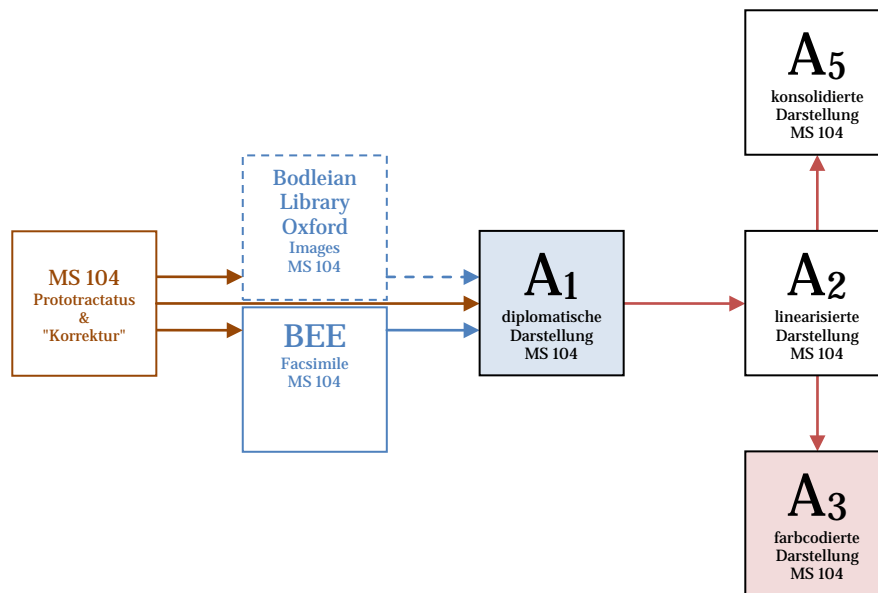 MS 104
Prototractatus
&
"Korrektur"
Bodleian
Library
Oxford
Images
MS 104
BEE
Facsimile
MS 104
A1
diplomatische
Darstellung
MS 104
A5
konsolidierte
Darstellung
MS 104
A2
linearisierte
Darstellung
MS 104
A3
farbcodierte
Darstellung
MS 104